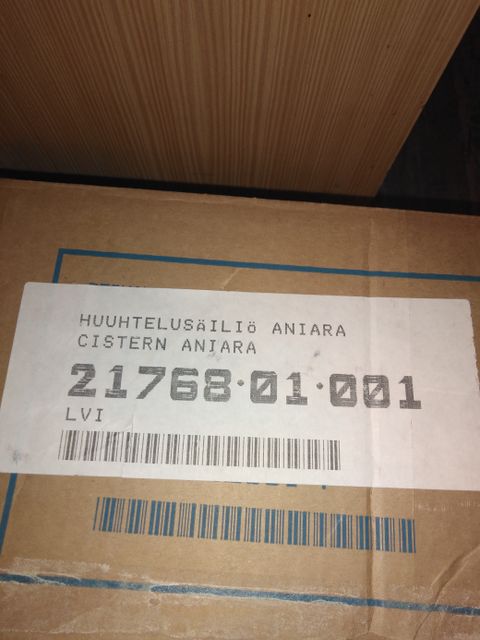 HUUHTELUSäILIö ANIARA
CISTERN ANIARA
21768·01·001
LVI